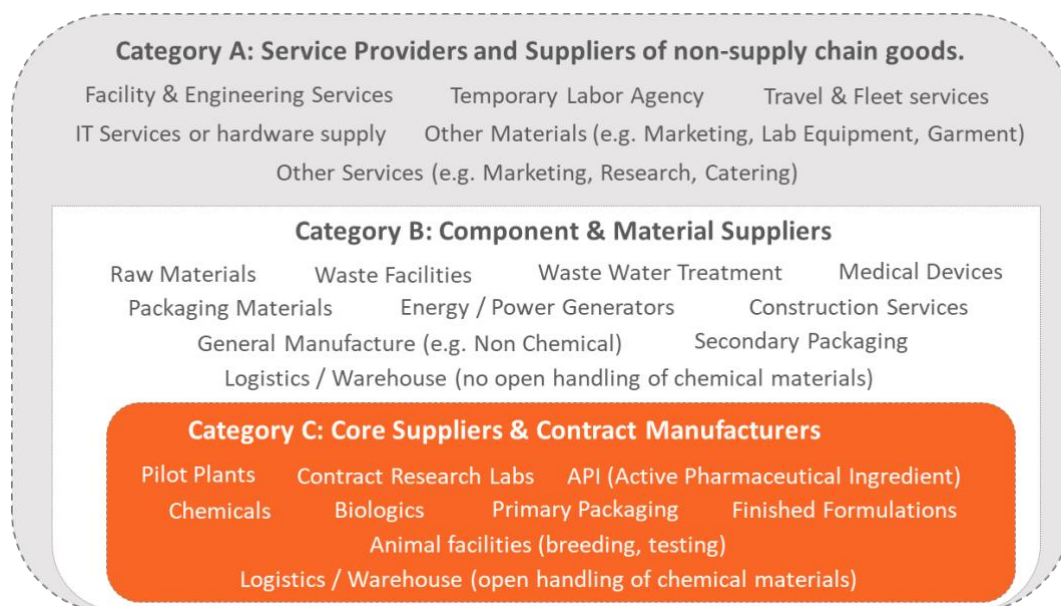 Category A: Service Providers and Suppliers of non-supply chain goods.
Facility & Engineering Services Temporary Labor Agency Travel & Fleet services
IT Services or hardware supply Other Materials (e.g. Marketing, Lab Equipment, Garment)
Other Services (e.g. Marketing, Research, Catering)
Category B: Component & Material Suppliers
Raw Materials Waste Facilities Waste Water Treatment Medical Devices
Packaging Materials Energy / Power Generators Construction Services
General Manufacture (e.g. Non Chemical) Secondary Packaging
Logistics / Warehouse (no open handling of chemical materials)
Category C: Core Suppliers & Contract Manufacturers
Pilot Plants Contract Research Labs API (Active Pharmaceutical Ingredient)
Chemicals Biologics Primary Packaging Finished Formulations
Animal facilities (breeding, testing)
Logistics / Warehouse (open handling of chemical materials)